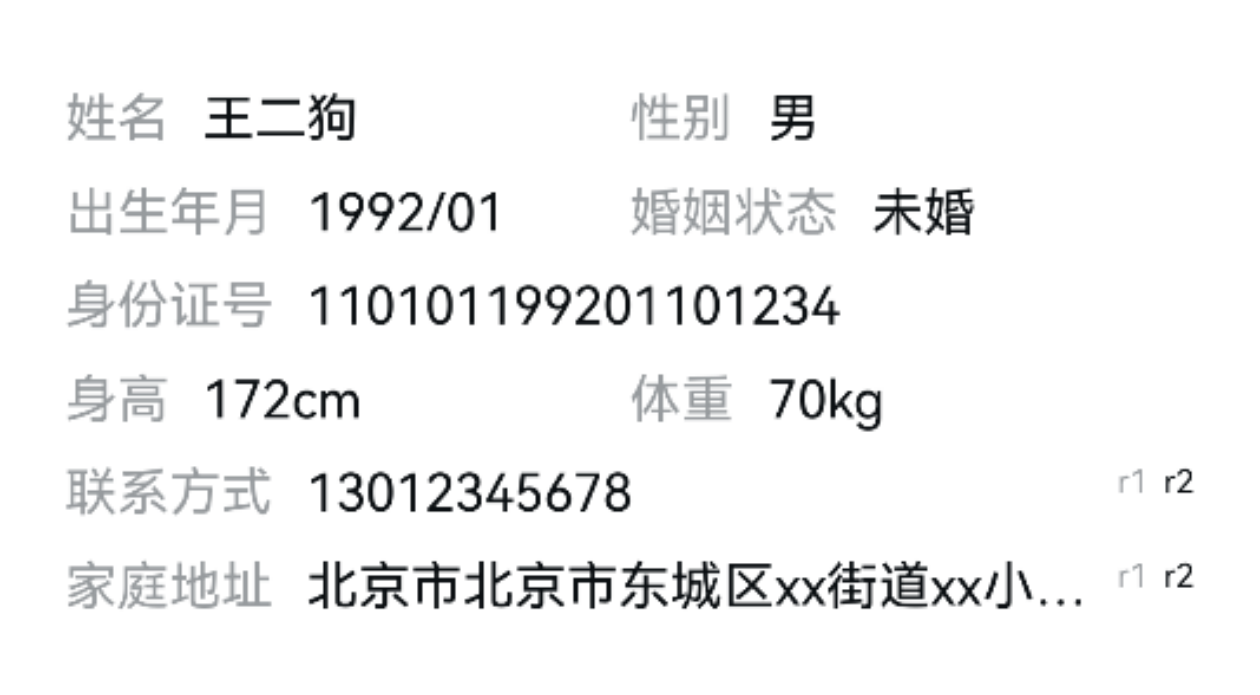 姓名 王二狗 性别 男
出生年月 1992/01 婚姻状态 未婚
身份证号 110101199201101234
身高 172cm 体重 70kg
联系方式 13012345678 r1 r2
家庭地址 北京市北京市东城区xx街道xx小... r1 r2